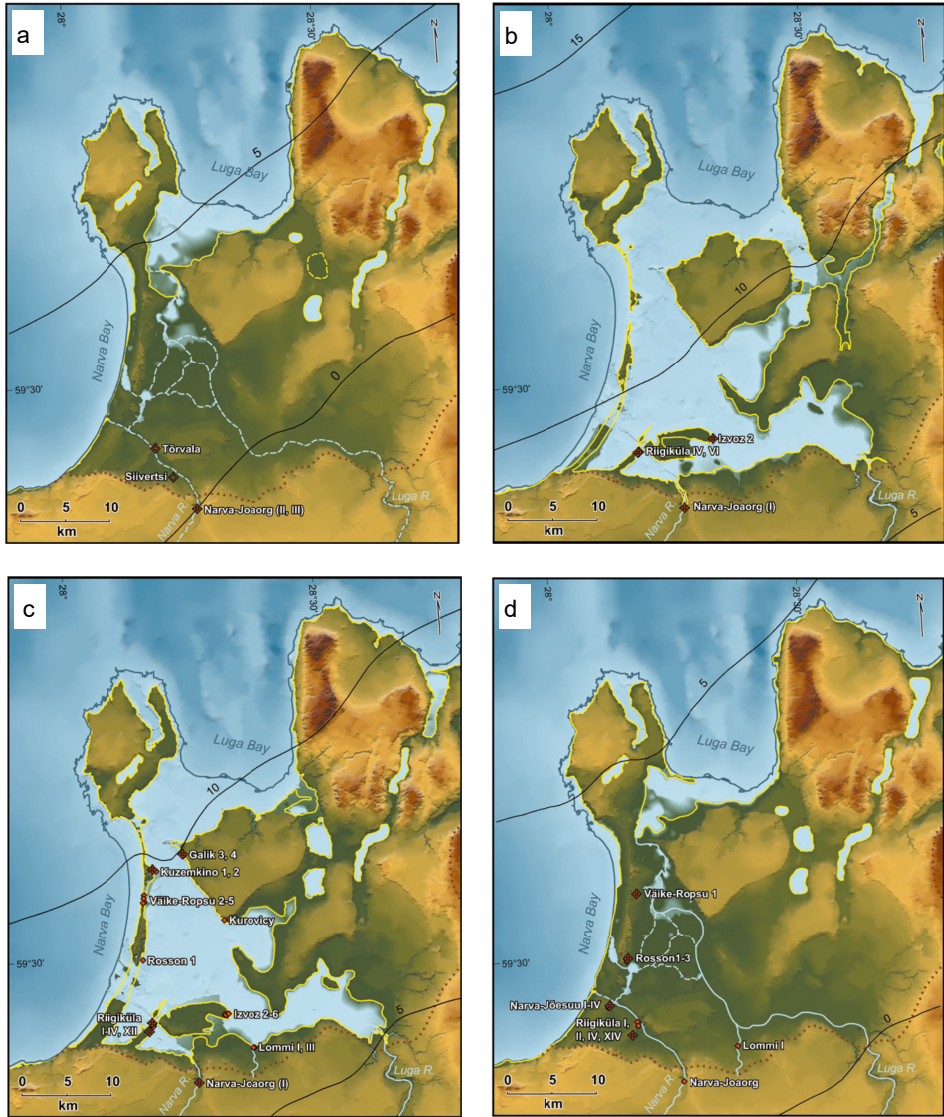 a
28°
28°30'
N
5
Luga Bay
Narva Bay
0
59°30'
Tõrvala
Siivertsi
Narva-Joaorg (II, III)
Narva R.
Luga R.
0 5 10
km
b
15
28°30'
N
Luga Bay
10
Narva Bay
Izvoz 2
Riigiküla IV, VI
Narva-Joaorg (I)
Narva R.
Luga R.
5
0 5 10
km
c
28°
28°30'
N
Luga Bay
10
Galik 3, 4
Kuzemkino 1, 2
Väike-Ropsu 2-5
Kurovicy
Narva Bay
Rosson 1
59°30'
Riigiküla
I-IV, XII
Izvoz 2-6
5
Lommi I, III
Narva-Joaorg (I)
Narva R.
Luga R.
0 5 10
km
d
28°
28°30'
N
5
Luga Bay
Väike-Ropsu 1
Narva Bay
Rosson1-3
59°30'
Narva-Jõesuu I-IV
0
Riigiküla I,
II, IV, XIV
Lommi I
Narva-Joaorg
Narva R.
Luga R.
0 5 10
km